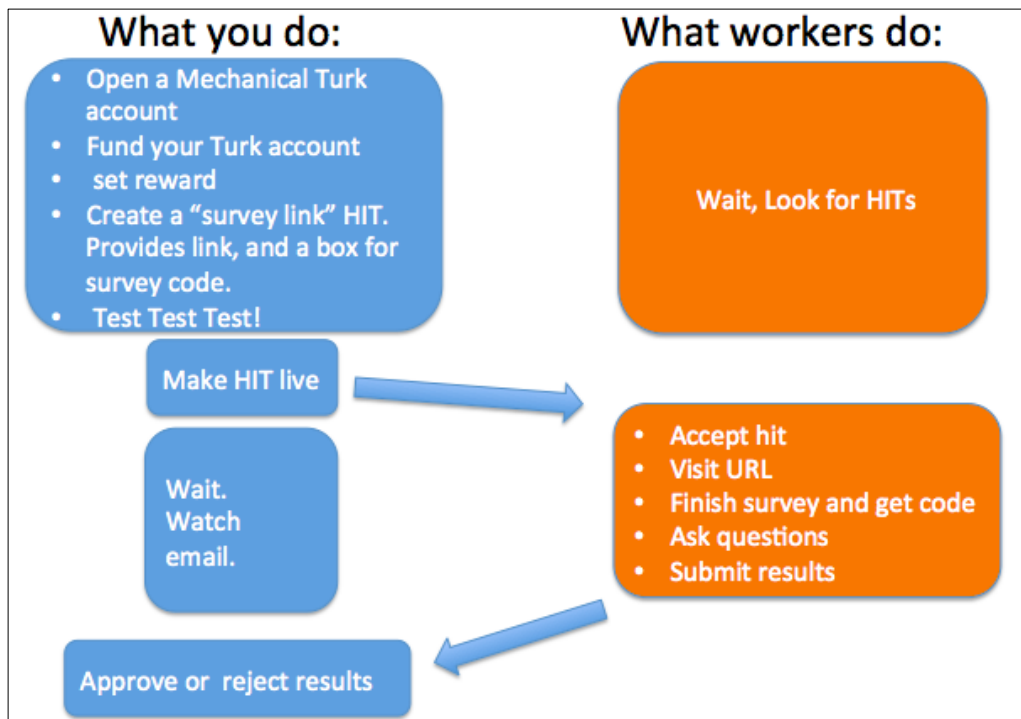 What you do:
• Open a Mechanical Turk
account
• Fund your Turk account
• set reward
• Create a “survey link” HIT.
Provides link, and a box for
survey code.
• Test Test Test!
Make HIT live
Wait.
Watch
email.
Approve or reject results
What workers do:
Wait, Look for HITs
• Accept hit
• Visit URL
• Finish survey and get code
• Ask questions
• Submit results